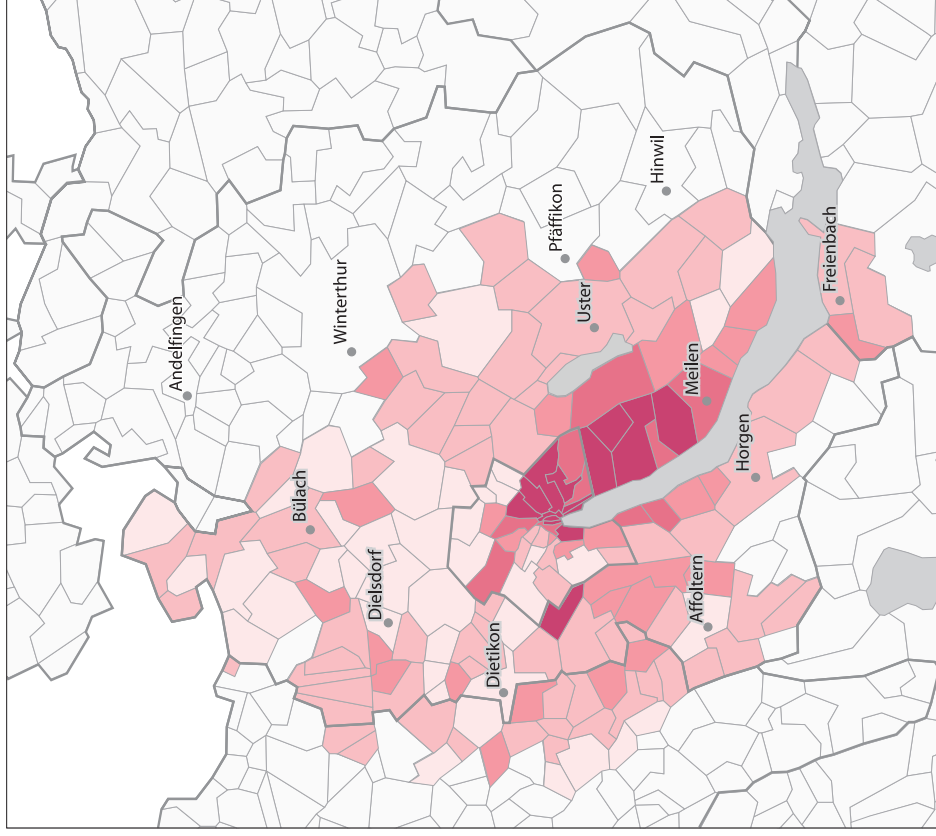 Andelfingen
Winterthur
Bülach
Pfäffikon
Hinwil
Uster
Dielsdorf
Dietikon
Meilen
Freienbach
Horgen
Affoltern